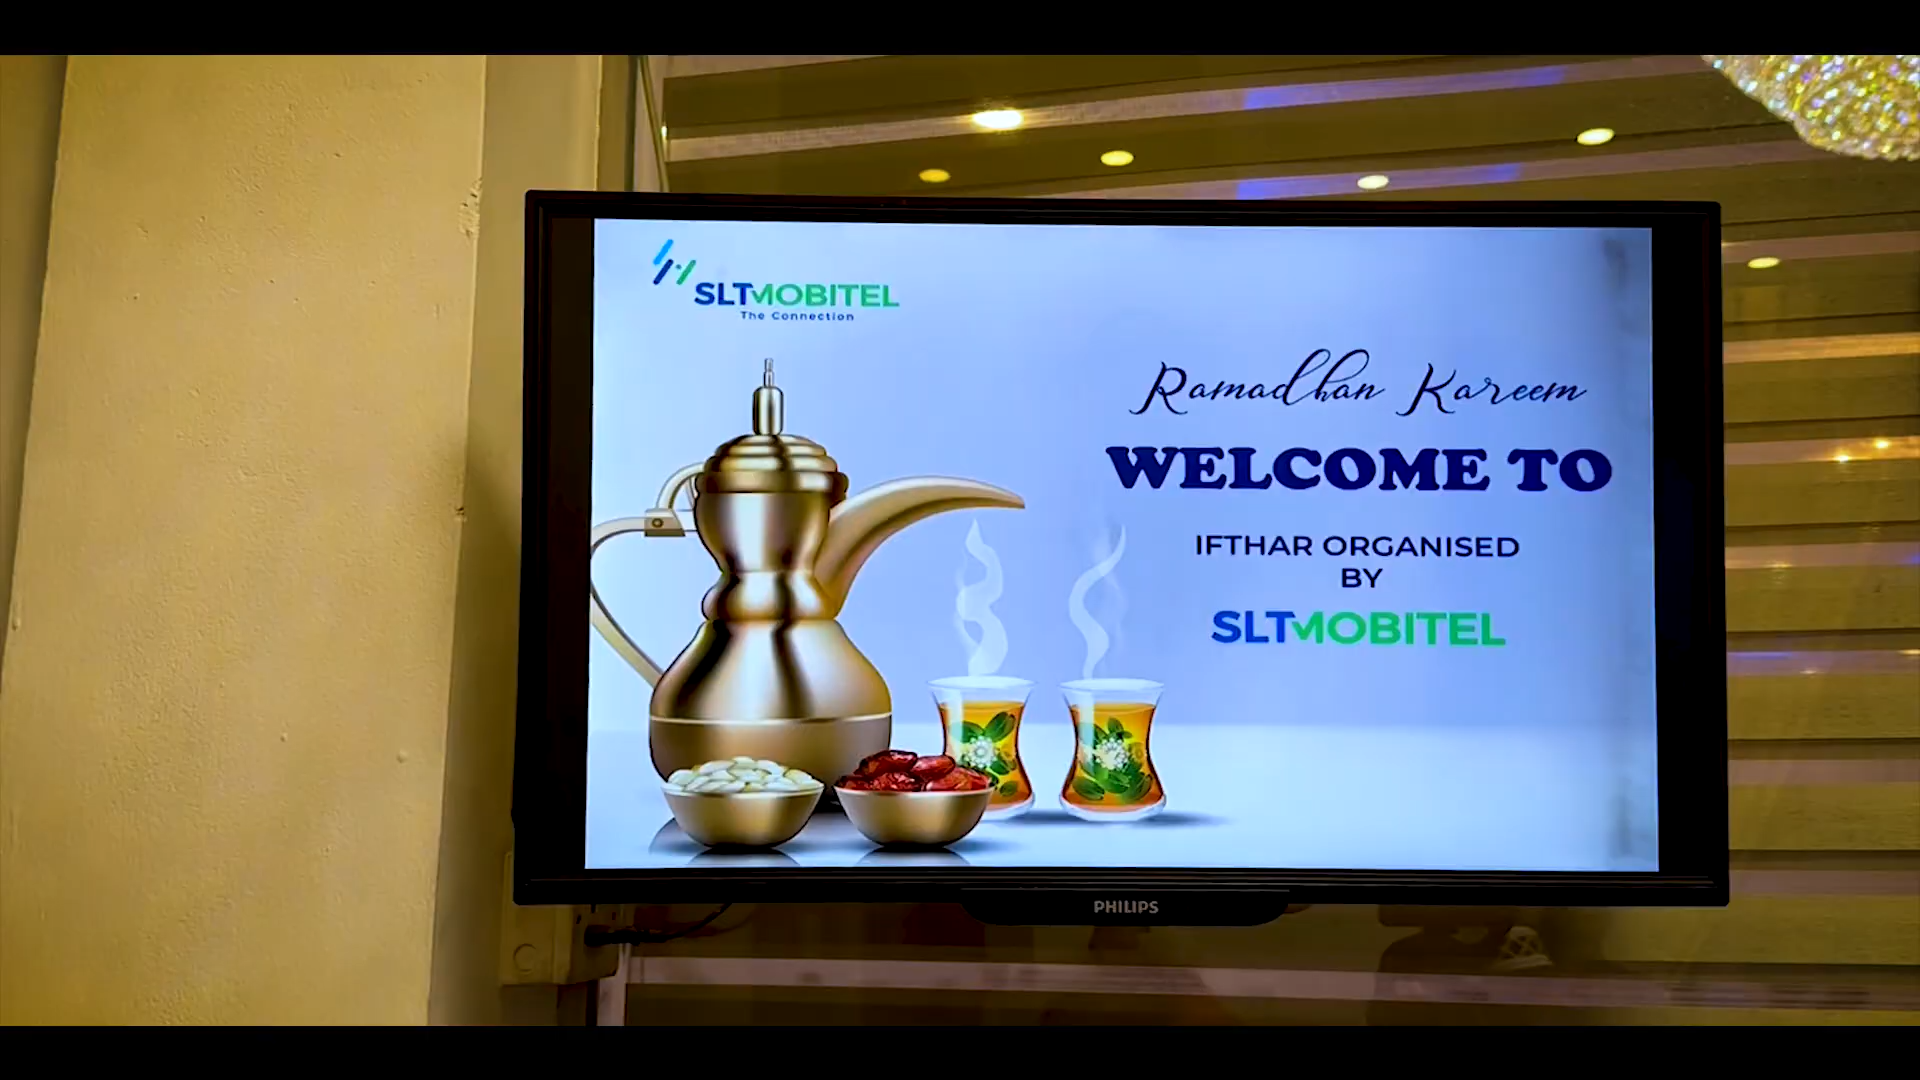 SLTMOBITEL
The Connection
Ramadhan Kareem
WELCOME TO
IFTHAR ORGANISED
BY
SLTMOBITEL
PHILIPS